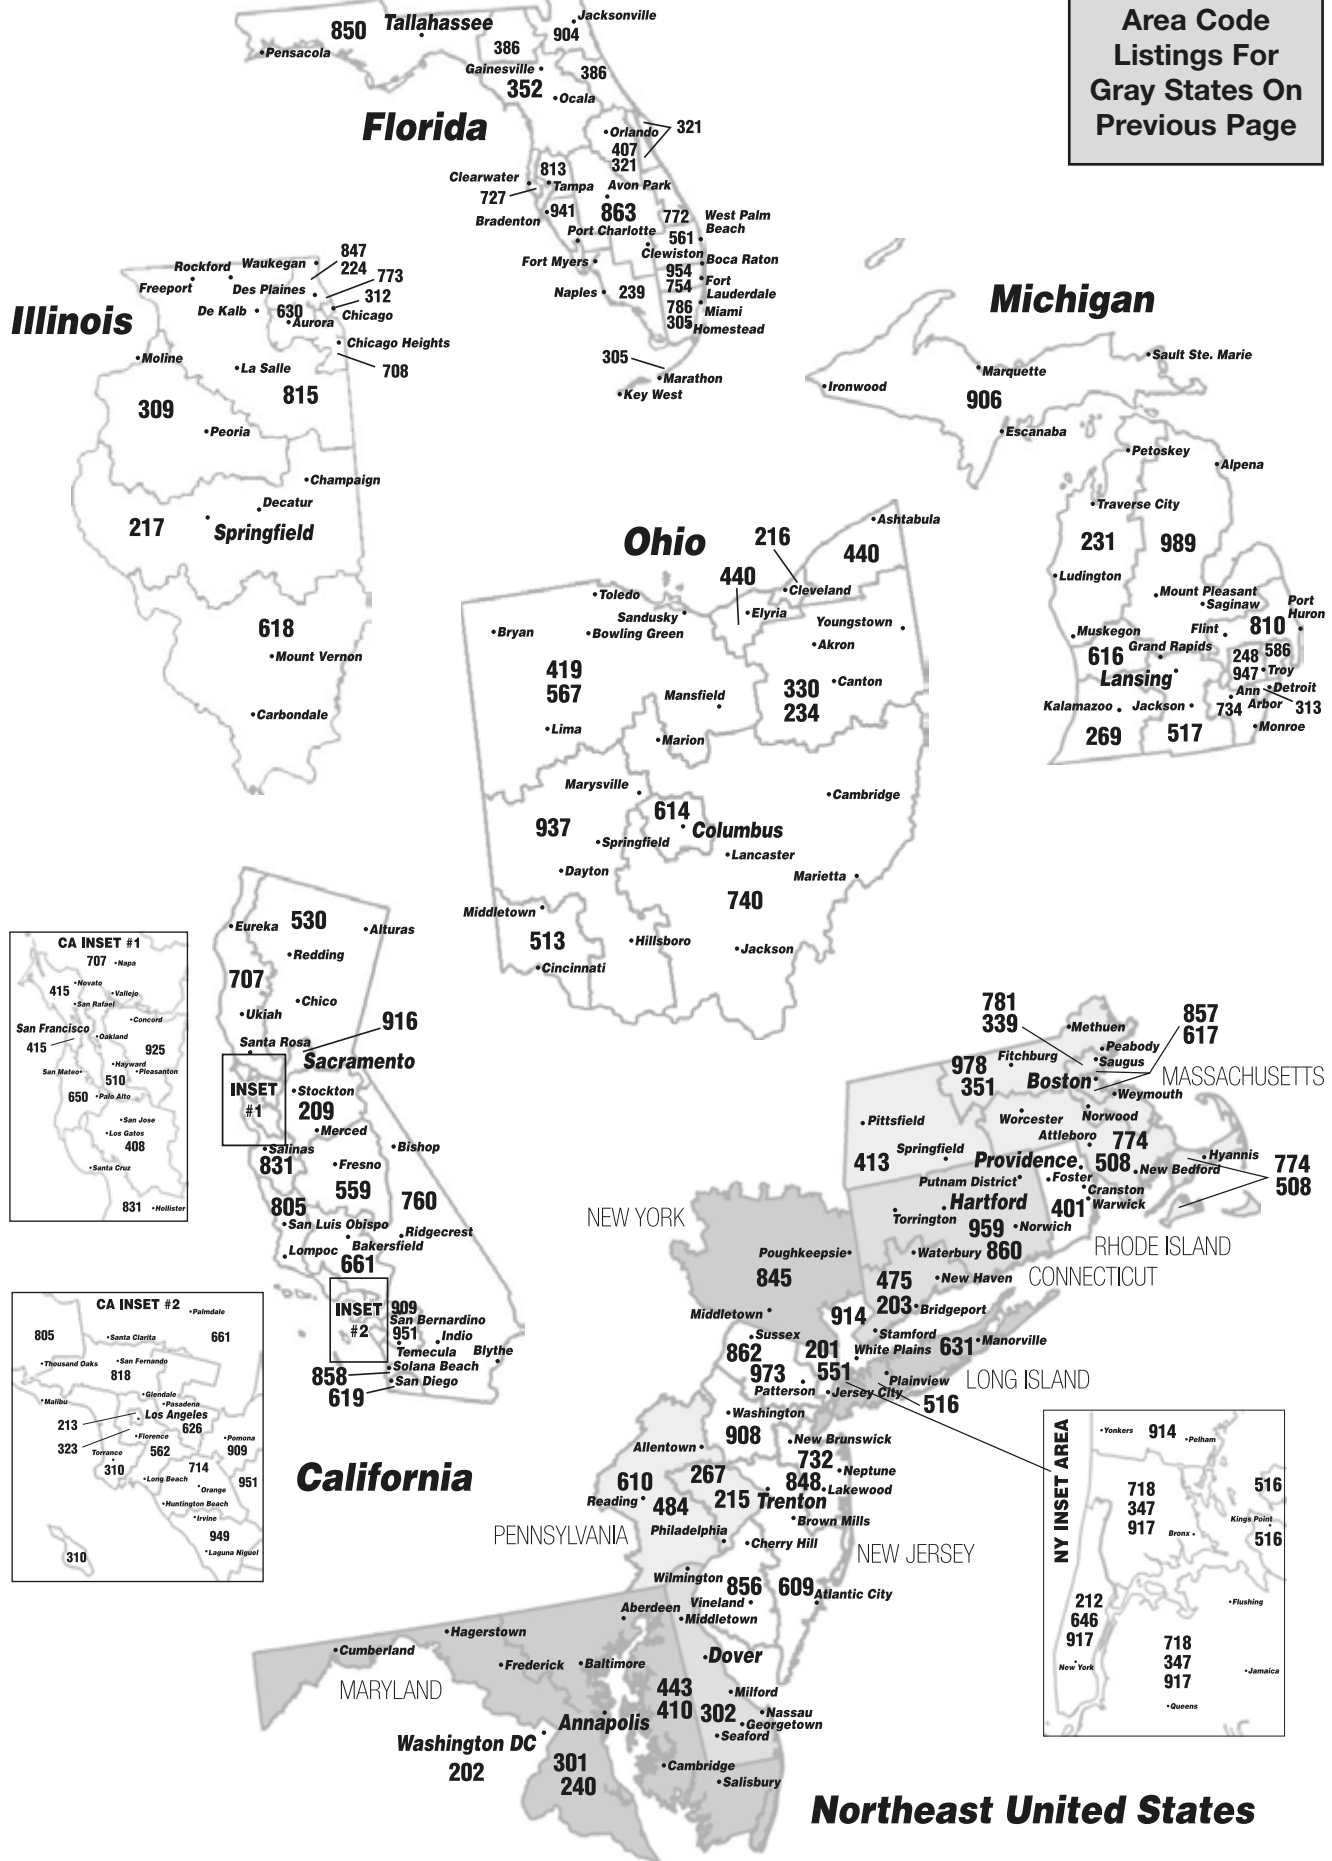 Area Code
Listings For
Gray States On
Previous Page
Florida
850
Tallahassee
Jacksonville
904
Pensacola
386
Gainesville
386
352
Ocala
Orlando
321
407
321
Clearwater
813
Tampa
Avon Park
727
Bradenton
941
863
772
West Palm
Beach
Port Charlotte
561
Clewiston
Fort Myers
Boca Raton
954
754
Fort
Lauderdale
Naples
239
786
305
Miami
Homestead
305
Marathon
Key West
Illinois
Rockford
Waukegan
847
224
Freeport
Des Plaines
773
312
De Kalb
630
Aurora
Chicago
Chicago Heights
708
Moline
La Salle
815
309
Peoria
Champaign
Decatur
217
Springfield
618
Mount Vernon
Carbondale
Michigan
Sault Ste. Marie
Marquette
Ironwood
906
Escanaba
Petoskey
Alpena
Traverse City
231
989
Ludington
Mount Pleasant
Saginaw
Port
Huron
Muskegon
Flint
810
616
Grand Rapids
248
947
586
Troy
Lansing
Detroit
Ann
Arbor
313
Kalamazoo
Jackson
734
Monroe
269
517
Ohio
216
Ashtabula
440
440
Cleveland
Toledo
Sandusky
Elyria
Youngstown
Bryan
Bowling Green
Akron
419
567
Mansfield
330
234
Canton
Lima
Marion
Marysville
Cambridge
937
614
Columbus
Springfield
Lancaster
Dayton
Marietta
740
Middletown
513
Hillsboro
Jackson
Cincinnati
California
Eureka
530
Alturas
Redding
707
Chico
Ukiah
916
Santa Rosa
Sacramento
INSET
#1
Stockton
209
Merced
Salinas
831
Bishop
Fresno
559
760
805
San Luis Obispo
Ridgecrest
Lompoc
Bakersfield
661
INSET
#2
909
San Bernardino
951
Indio
Temecula
Blythe
858
Solana Beach
619
San Diego
CA INSET #1
707
Napa
415
Novato
Vallejo
San Rafael
San Francisco
Concord
415
Oakland
925
Hayward
San Mateo
510
Pleasanton
650
Palo Alto
San Jose
Los Gatos
408
Santa Cruz
831
Hollister
CA INSET #2
Palmdale
805
Santa Clarita
661
Thousand Oaks
San Fernando
818
Malibu
Glendale
Pasadena
213
Los Angeles
626
323
Florence
Pomona
Torrance
562
909
310
714
Long Beach
951
Orange
Huntington Beach
Irvine
949
310
Laguna Niguel
Northeast United States
781
339
857
617
Methuen
Peabody
Saugus
978
351
Fitchburg
Boston
MASSACHUSETTS
Weymouth
Pittsfield
Worcester
Norwood
Attleboro
774
508
Springfield
413
Providence
New Bedford
Hyannis
774
508
Putnam District
Foster
Cranston
Warwick
Hartford
401
Torrington
959
860
Norwich
RHODE ISLAND
NEW YORK
Poughkeepsie
Waterbury
CONNECTICUT
845
475
203
New Haven
Bridgeport
Middletown
914
Stamford
Sussex
White Plains
631
Manorville
862
973
201
551
Plainview
LONG ISLAND
Patterson
Jersey City
516
Washington
908
New Brunswick
Allentown
732
848
Neptune
610
484
267
215
Trenton
Lakewood
Reading
Brown Mills
PENNSYLVANIA
Philadelphia
Cherry Hill
NEW JERSEY
Wilmington
856
609
Atlantic City
Aberdeen
Vineland
Middletown
Hagerstown
Cumberland
Frederick
Baltimore
Dover
MARYLAND
443
410
302
Milford
Nassau
Georgetown
Annapolis
Seaford
Washington DC
202
301
240
Cambridge
Salisbury
NY INSET AREA
Yonkers
914
Pelham
718
347
917
516
Bronx
Kings Point
516
212
646
917
Flushing
718
347
917
New York
Jamaica
Queens